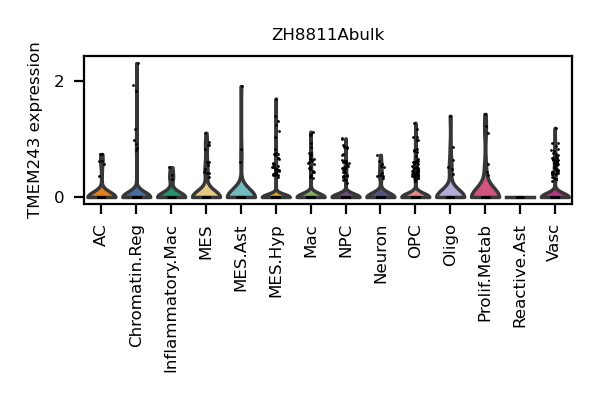 ZH8811Abulk
TMEM243 expression
2
0
AC
Chromatin.Reg
Inflammatory.Mac
MES
MES.Ast
MES.Hyp
Mac
NPC
Neuron
OPC
Oligo
Prolif.Metab
Reactive.Ast
Vasc